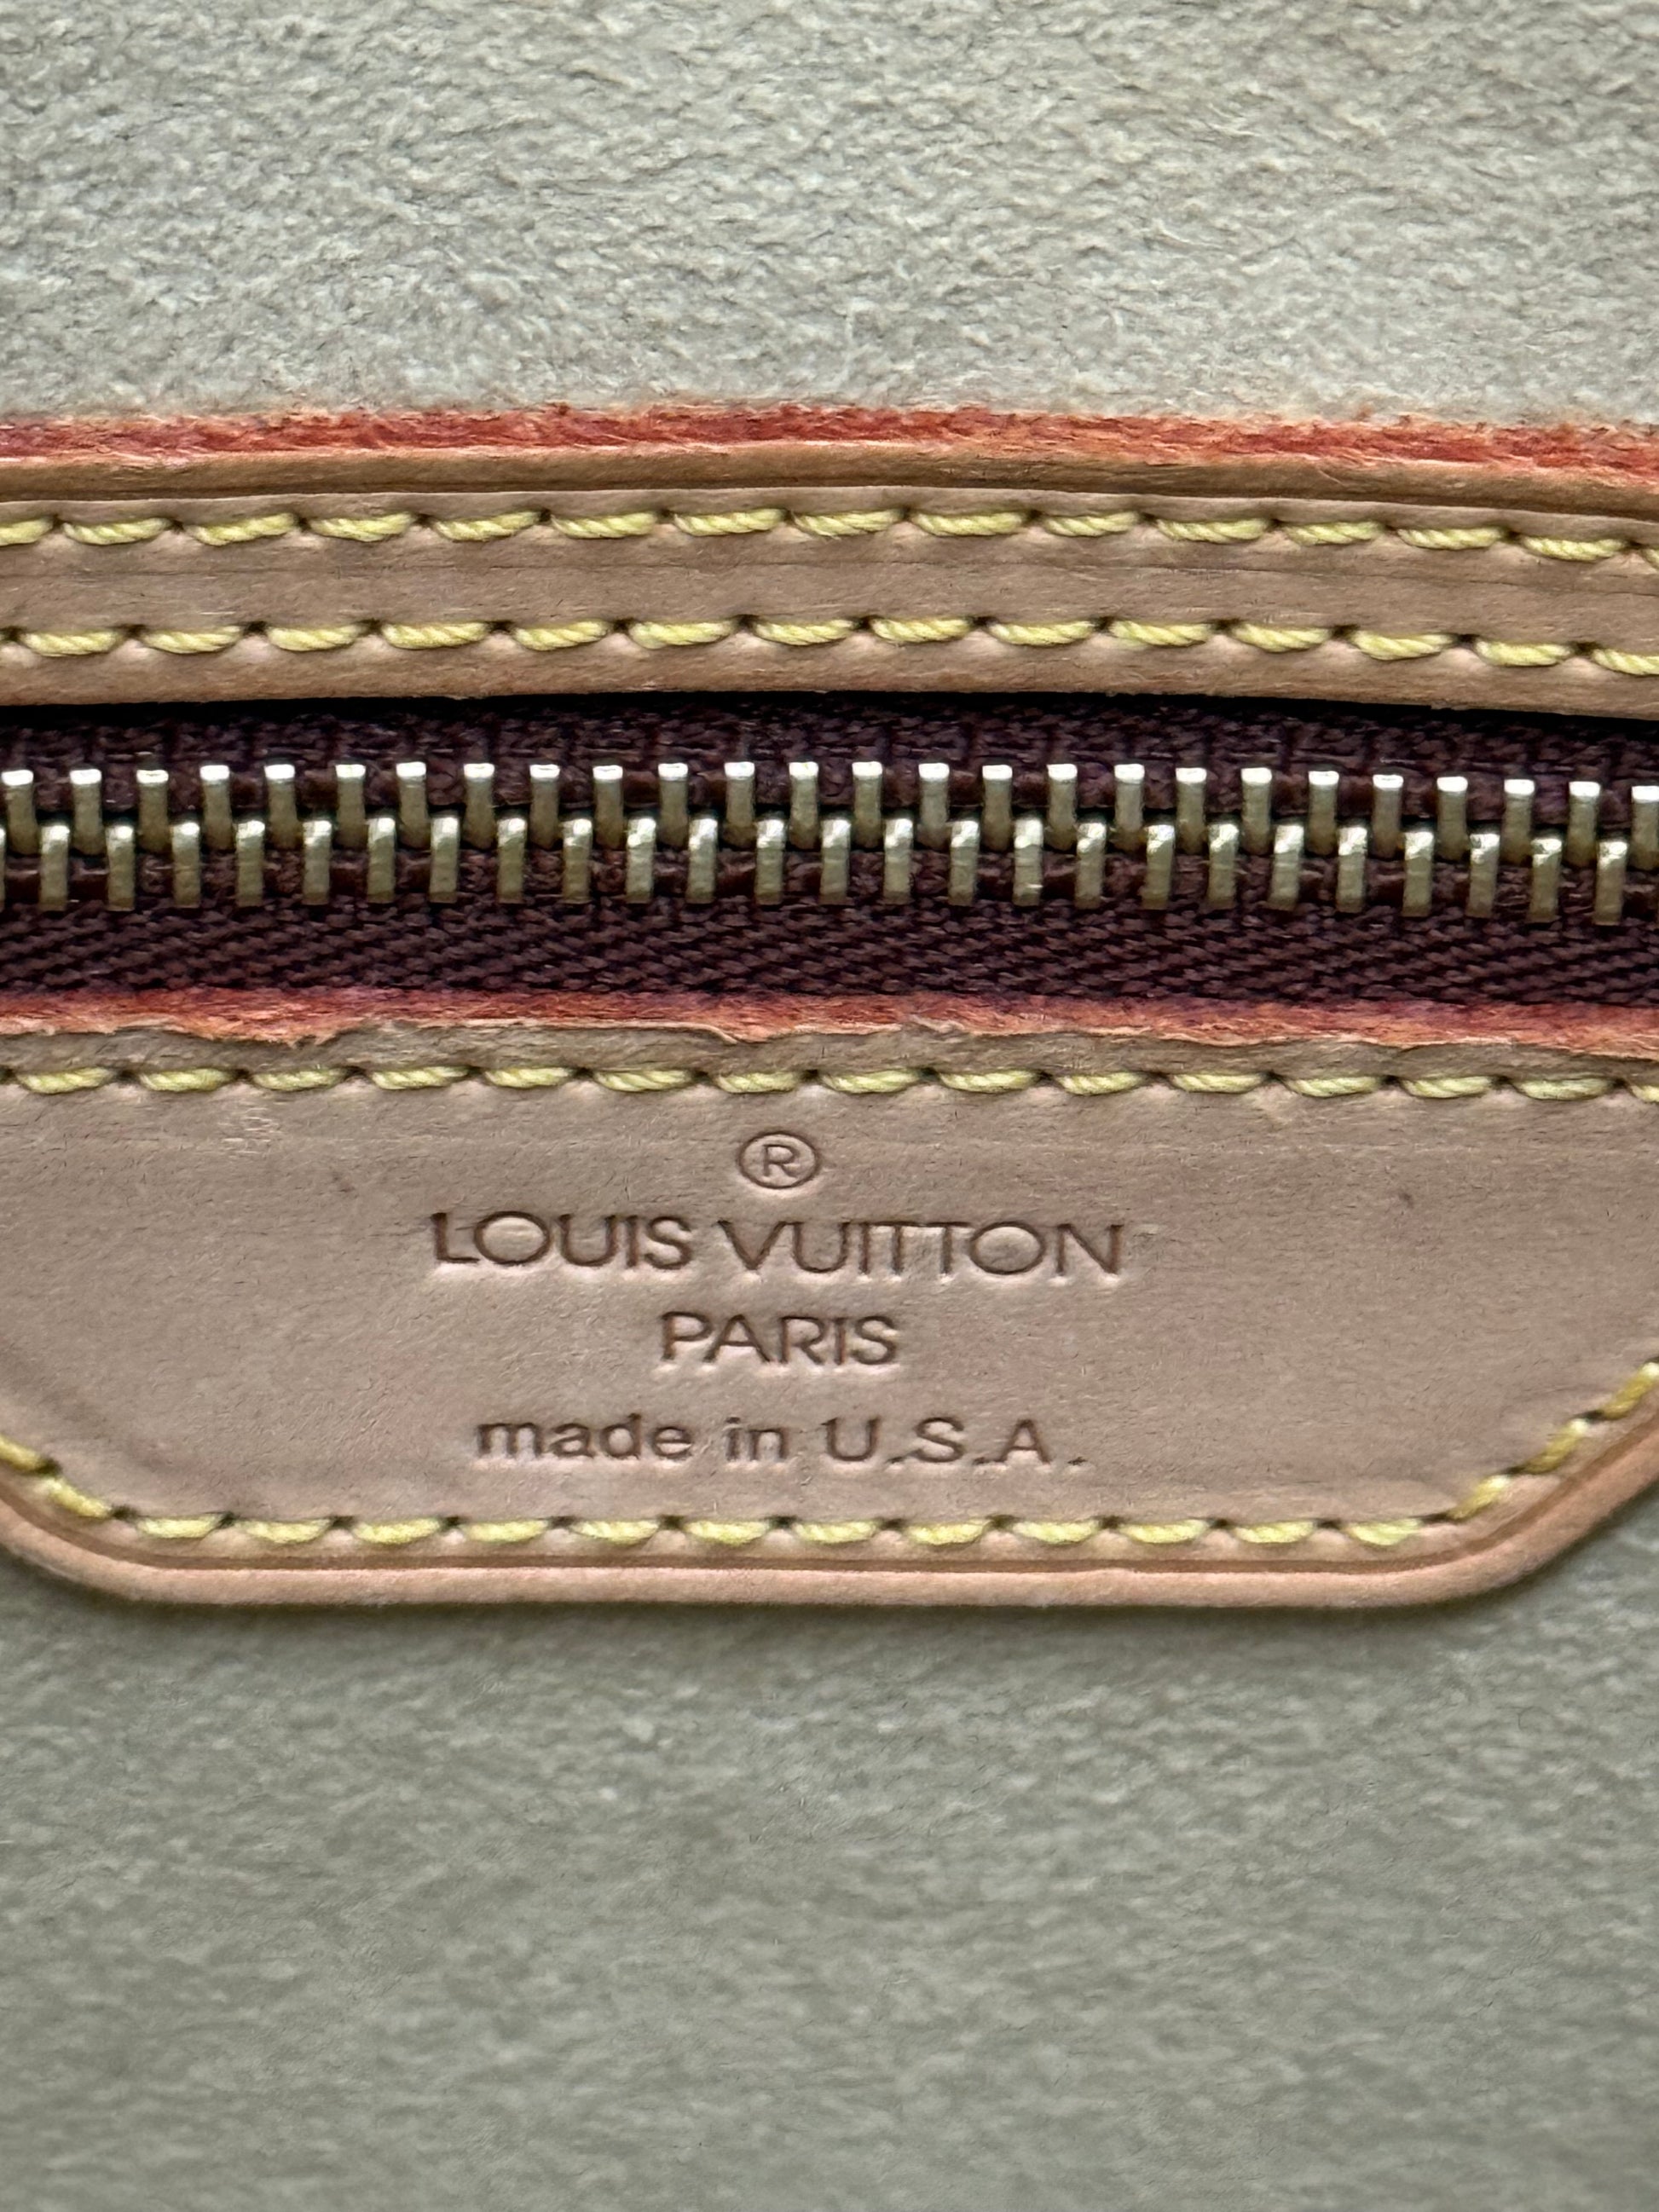 ®
LOUIS VUITTON
PARIS
made in U.S.A.